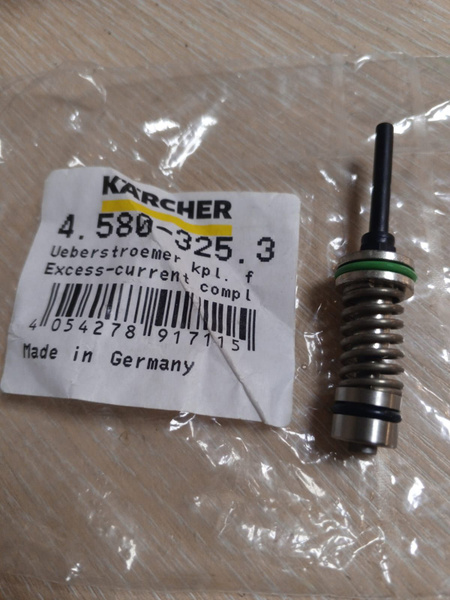 KÄRCHER
4.580-325.3
Ueberstroemer kpl. f
Excess-current compl
4 054278 917115
Made in Germany